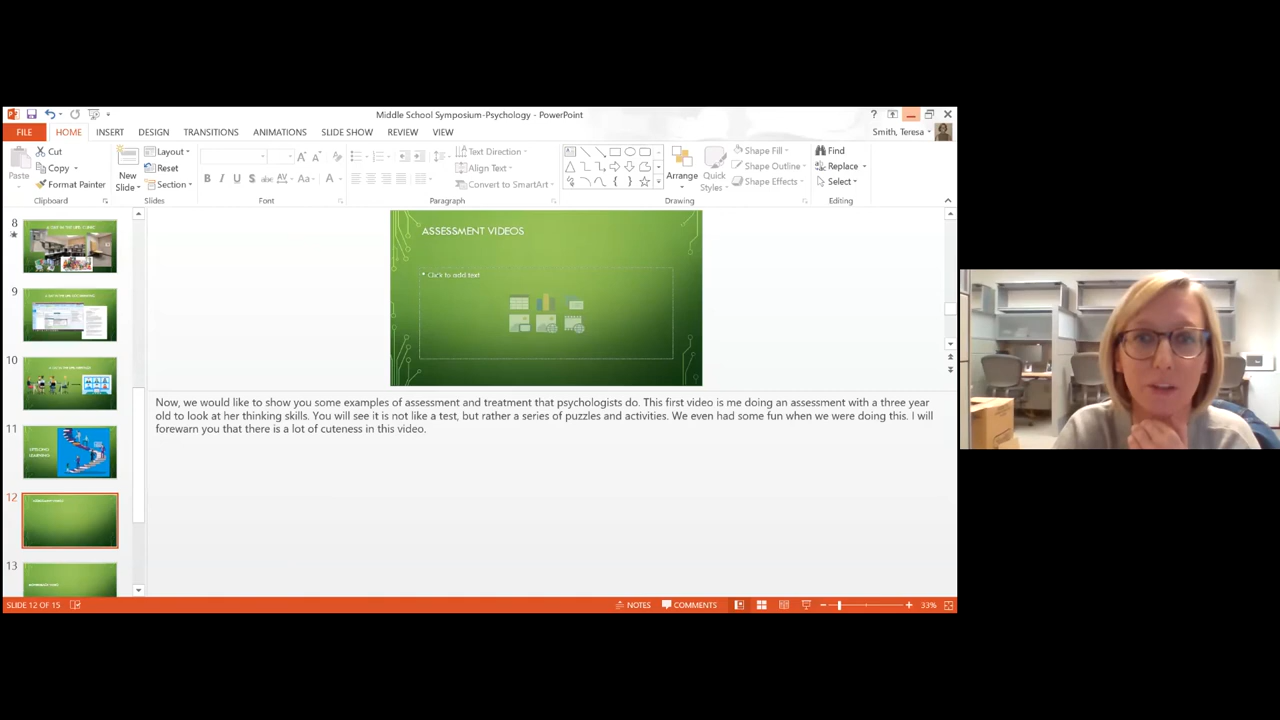 Middle School Symposium-Psychology - PowerPoint
?
FILE HOME INSERT DESIGN TRANSITIONS ANIMATIONS SLIDE SHOW REVIEW VIEW
Smith, Teresa
Paste
Cut
Copy
Format Painter
Clipboard
New
Slide
Layout
Reset
Section
Slides
B I U S abc AV Aa A
Font
Text Direction
Align Text
Convert to SmartArt
Paragraph
Arrange
Quick
Styles
Shape Fill
Shape Outline
Shape Effects
Drawing
Find
Replace
Select
Editing
8
9
10
11
12
13
ASSESSMENT VIDEOS
• Click to add text
Now, we would like to show you some examples of assessment and treatment that psychologists do. This first video is me doing an assessment with a three year
old to look at her thinking skills. You will see it is not like a test, but rather a series of puzzles and activities. We even had some fun when we were doing this. I will
forewarn you that there is a lot of cuteness in this video.
SLIDE 12 OF 15
NOTES
COMMENTS
33%